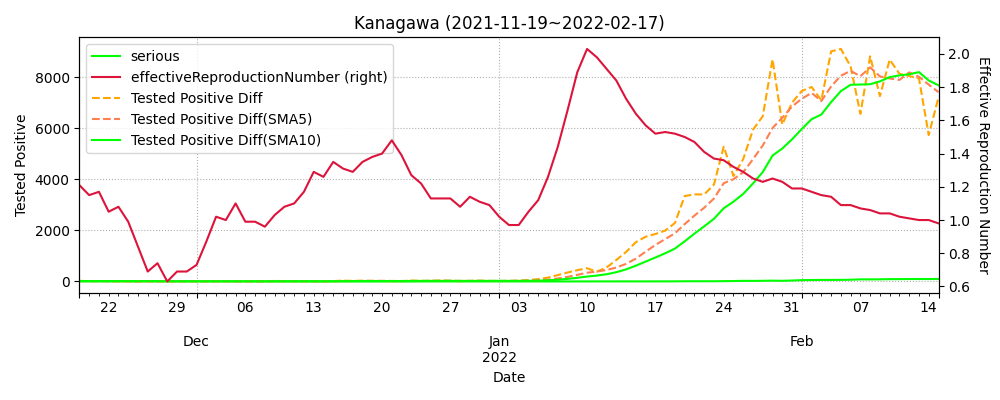 Kanagawa (2021-11-19~2022-02-17)
serious
effectiveReproductionNumber (right)
Tested Positive Diff
Tested Positive Diff(SMA5)
Tested Positive Diff(SMA10)
Tested Positive
8000
6000
4000
2000
0
Effective Reproduction Number
2.0
1.8
1.6
1.4
1.2
1.0
0.8
0.6
22 29 06 13 20 27 03 10 17 24 31 07 14
Dec Jan Feb
2022
Date